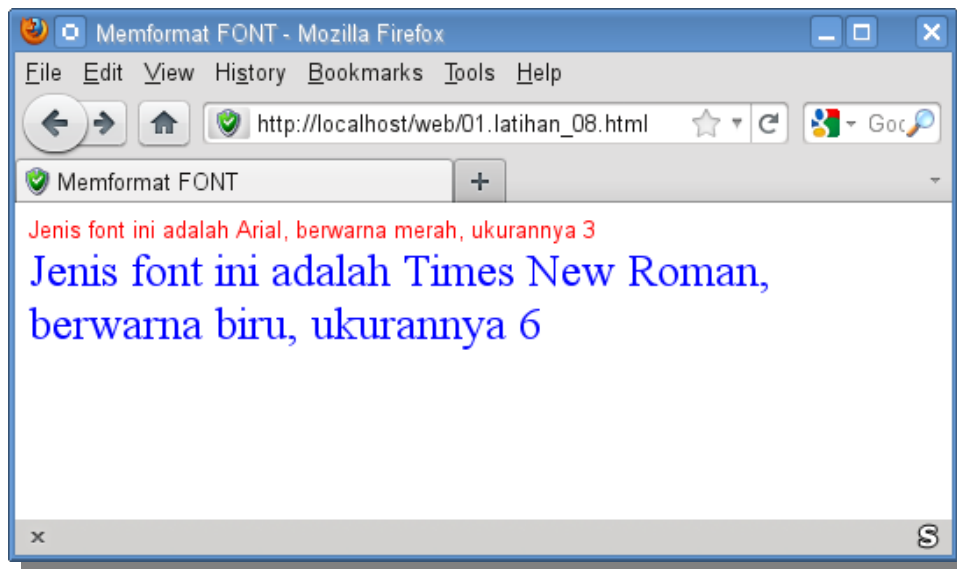 Memformat FONT - Mozilla Firefox
File Edit View History Bookmarks Tools Help
http://localhost/web/01.latihan_08.html Goo
Memformat FONT
Jenis font ini adalah Arial, berwarna merah, ukurannya 3
Jenis font ini adalah Times New Roman,
berwarna biru, ukurannya 6
S